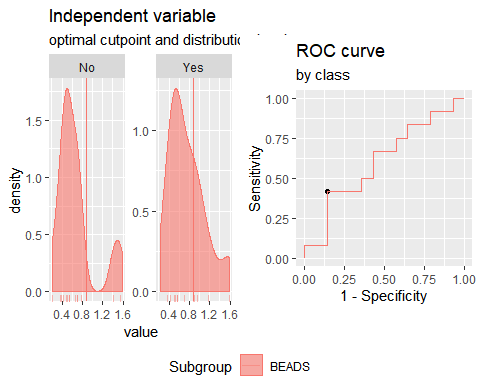 Independent variable
optimal cutpoint and distributio
No
Yes
density
1.5
1.0
0.5
0.0
1.0
0.5
0.0
0.4 0.8 1.2 1.6
0.4 0.8 1.2 1.6
value
ROC curve
by class
Sensitivity
1.00
0.75
0.50
0.25
0.00
0.00 0.25 0.50 0.75 1.00
1 - Specificity
Subgroup BEADS